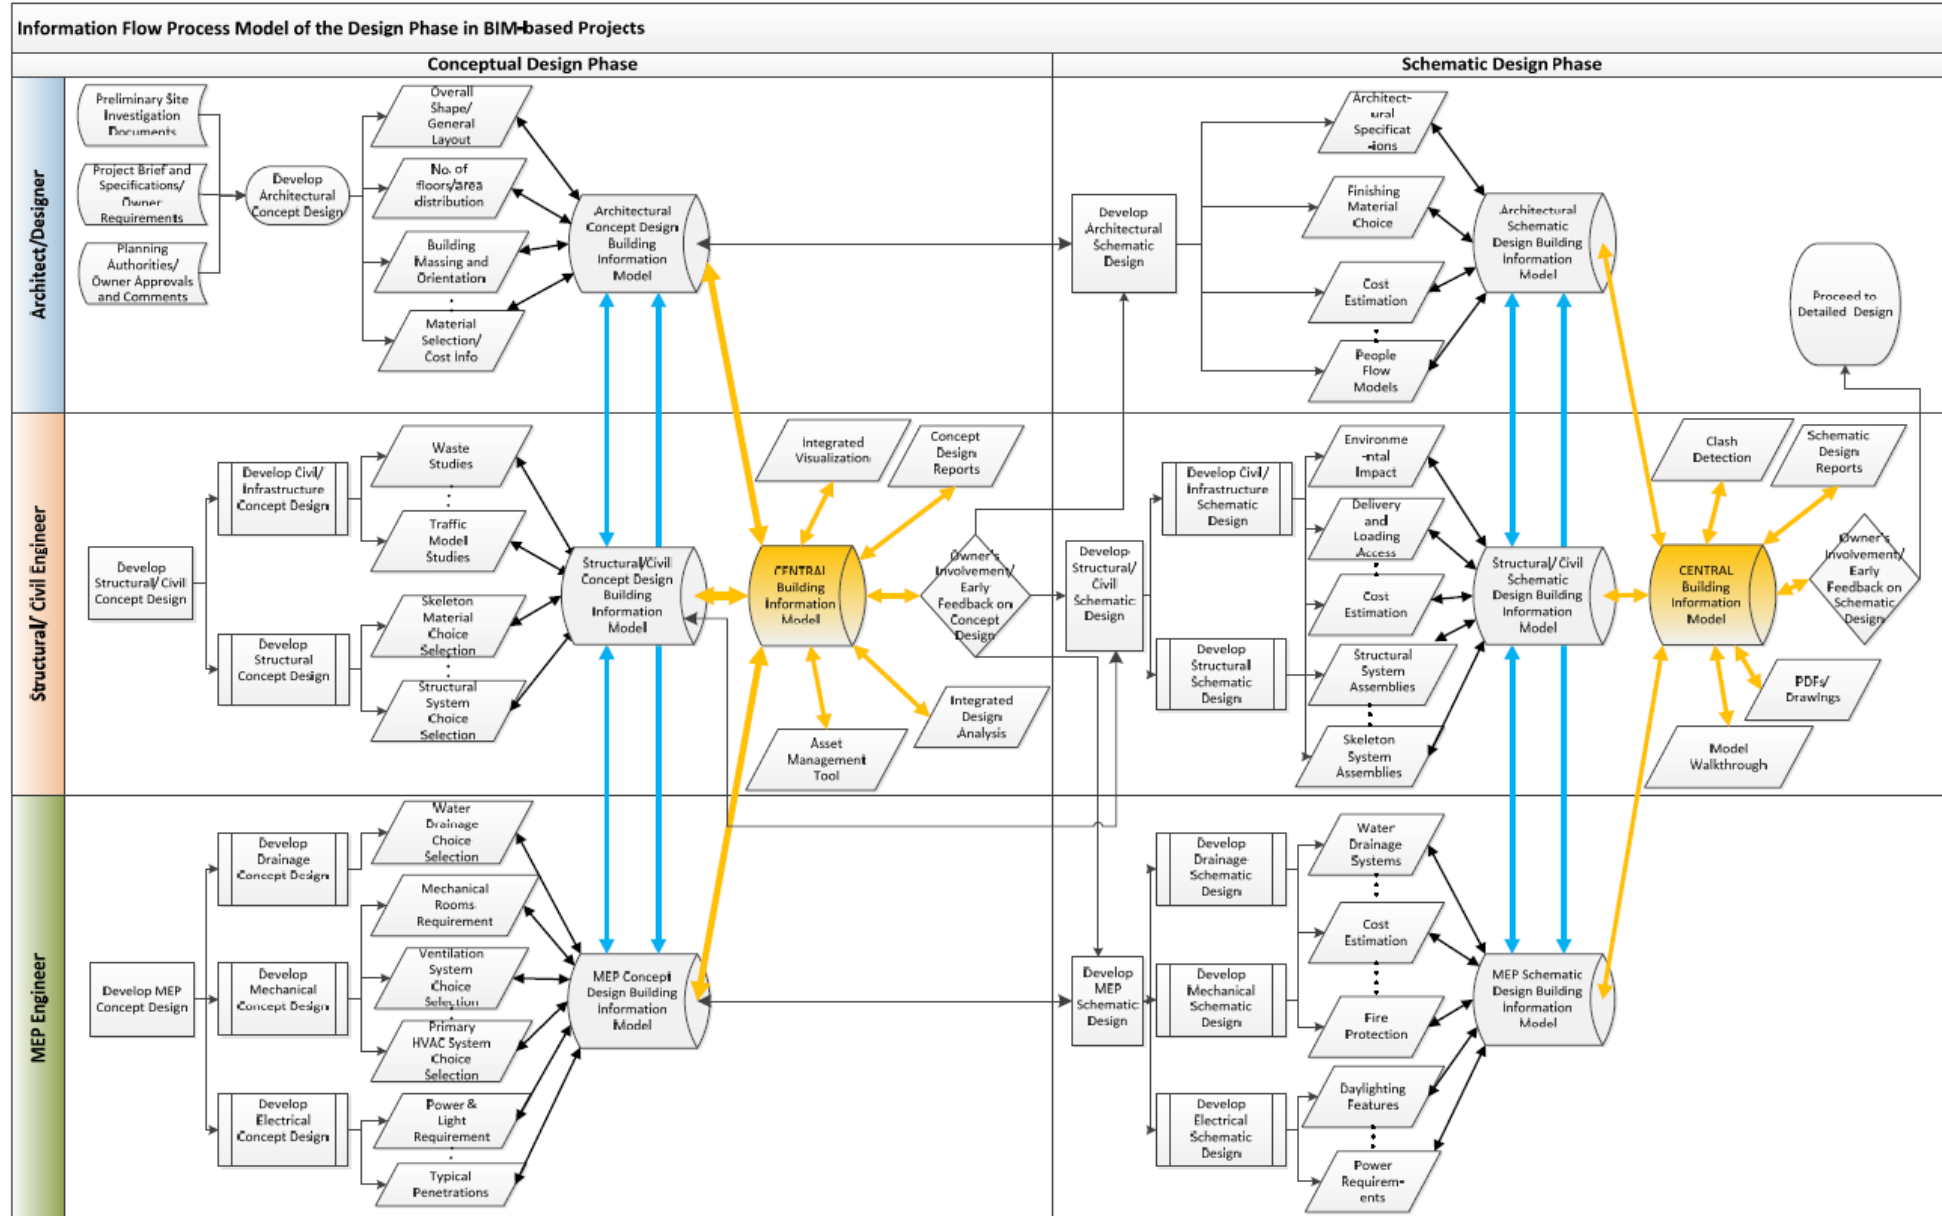 Information Flow Process Model of the Design Phase in BIM-based Projects
Conceptual Design Phase
Schematic Design Phase
Architect/Designer
Preliminary Site
Investigation
Documents
Project Brief and
Specifications/
Owner
Requirements
Planning
Authorities/
Owner Approvals
and Comments
Develop
Architectural
Concept Design
Overall
Shape/
General
Layout
No. of
floors/area
distribution
Building
Massing and
Orientation
Material
Selection/
Cost Info
Architectural
Concept Design
Building
Information
Model
Develop
Architectural
Schematic
Design
Architect-
ural
Specificat
-ions
Finishing
Material
Choice
Cost
Estimation
People
Flow
Models
Architectural
Schematic
Design Building
Information
Model
Proceed to
Detailed Design
Structural/ Civil Engineer
Develop
Structural/ Civil
Concept Design
Develop Civil/
Infrastructure
Concept Design
Develop
Structural
Concept Design
Waste
Studies
Traffic
Model
Studies
Skeleton
Material
Choice
Selection
Structural
System
Choice
Selection
Structural/Civil
Concept Design
Building
Information
Model
Integrated
Visualization
Concept
Design
Reports
CENTRAL
Building
Information
Model
Asset
Management
Tool
Integrated
Design
Analysis
Owner's
Involvement/
Early
Feedback on
Concept
Design
Develop
Structural/
Civil
Schematic
Design
Develop Civil/
Infrastructure
Schematic
Design
Develop
Structural
Schematic
Design
Environme
-ntal
Impact
Delivery
and
Loading
Access
Cost
Estimation
Structural
System
Assemblies
Skeleton
System
Assemblies
Structural/ Civil
Schematic
Design Building
Information
Model
Clash
Detection
Schematic
Design
Reports
CENTRAL
Building
Information
Model
Owner's
Involvement/
Early
Feedback on
Schematic
Design
PDFs/
Drawings
Model
Walkthrough
MEP Engineer
Develop MEP
Concept Design
Develop
Drainage
Concept Design
Develop
Mechanical
Concept Design
Develop
Electrical
Concept Design
Water
Drainage
Choice
Selection
Mechanical
Rooms
Requirement
Ventilation
System
Choice
Selection
Primary
HVAC System
Choice
Selection
Power &
Light
Requirement
Typical
Penetrations
MEP Concept
Design Building
Information
Model
Develop
MEP
Schematic
Design
Develop
Drainage
Schematic
Design
Develop
Mechanical
Schematic
Design
Develop
Electrical
Schematic
Design
Water
Drainage
Systems
Cost
Estimation
Fire
Protection
Daylighting
Features
Power
Requirem-
ents
MEP Schematic
Design Building
Information
Model